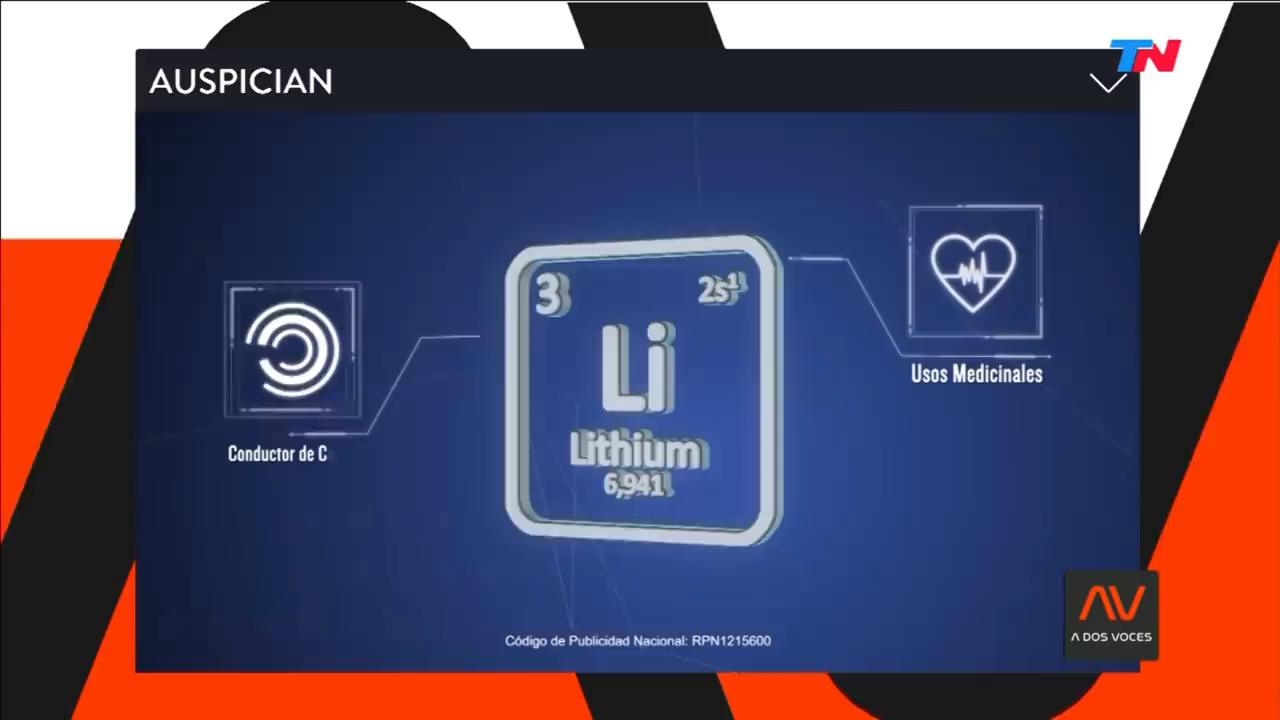 AUSPICIAN
TN
3
2s¹
Li
Lithium
6,941
Conductor de C
Usos Medicinales
Código de Publicidad Nacional: RPN1215600
AV
A DOS VOCES